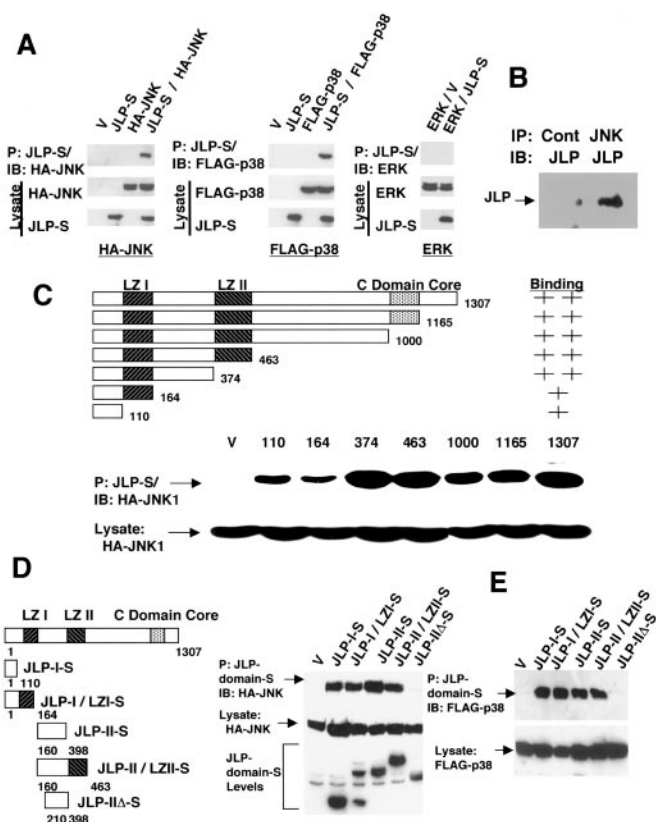 A
V
JLP-S
HA-JNK
JLP-S / HA-JNK
P: JLP-S/
IB: HA-JNK
Lysate
HA-JNK
JLP-S
HA-JNK
V
JLP-S
FLAG-p38
JLP-S / FLAG-p38
P: JLP-S/
IB: FLAG-p38
Lysate
FLAG-p38
JLP-S
FLAG-p38
ERK / V
ERK / JLP-S
P: JLP-S/
IB: ERK
Lysate
ERK
JLP-S
ERK
B
IP: Cont JNK
IB: JLP JLP
JLP
C
LZ I LZ II C Domain Core
1307
1165
1000
463
374
164
110
Binding
+ +
+ +
+ +
+ +
+ +
+
+
V 110 164 374 463 1000 1165 1307
P: JLP-S/
IB: HA-JNK1
Lysate:
HA-JNK1
D
LZ I LZ II C Domain Core
1 1307
JLP-I-S
1 110
JLP-I / LZI-S
1 164
JLP-II-S
160 398
JLP-II / LZII-S
160 463
JLP-IIΔ-S
210 398
V
JLP-I-S
JLP-I / LZI-S
JLP-II-S
JLP-II / LZII-S
JLP-IIΔ-S
P: JLP-
domain-S
IB: HA-JNK
Lysate:
HA-JNK
JLP-
domain-S
Levels
E
V
JLP-I-S
JLP-I / LZI-S
JLP-II-S
JLP-II / LZII-S
JLP-IIΔ-S
P: JLP-
domain-S
IB: FLAG-p38
Lysate:
FLAG-p38